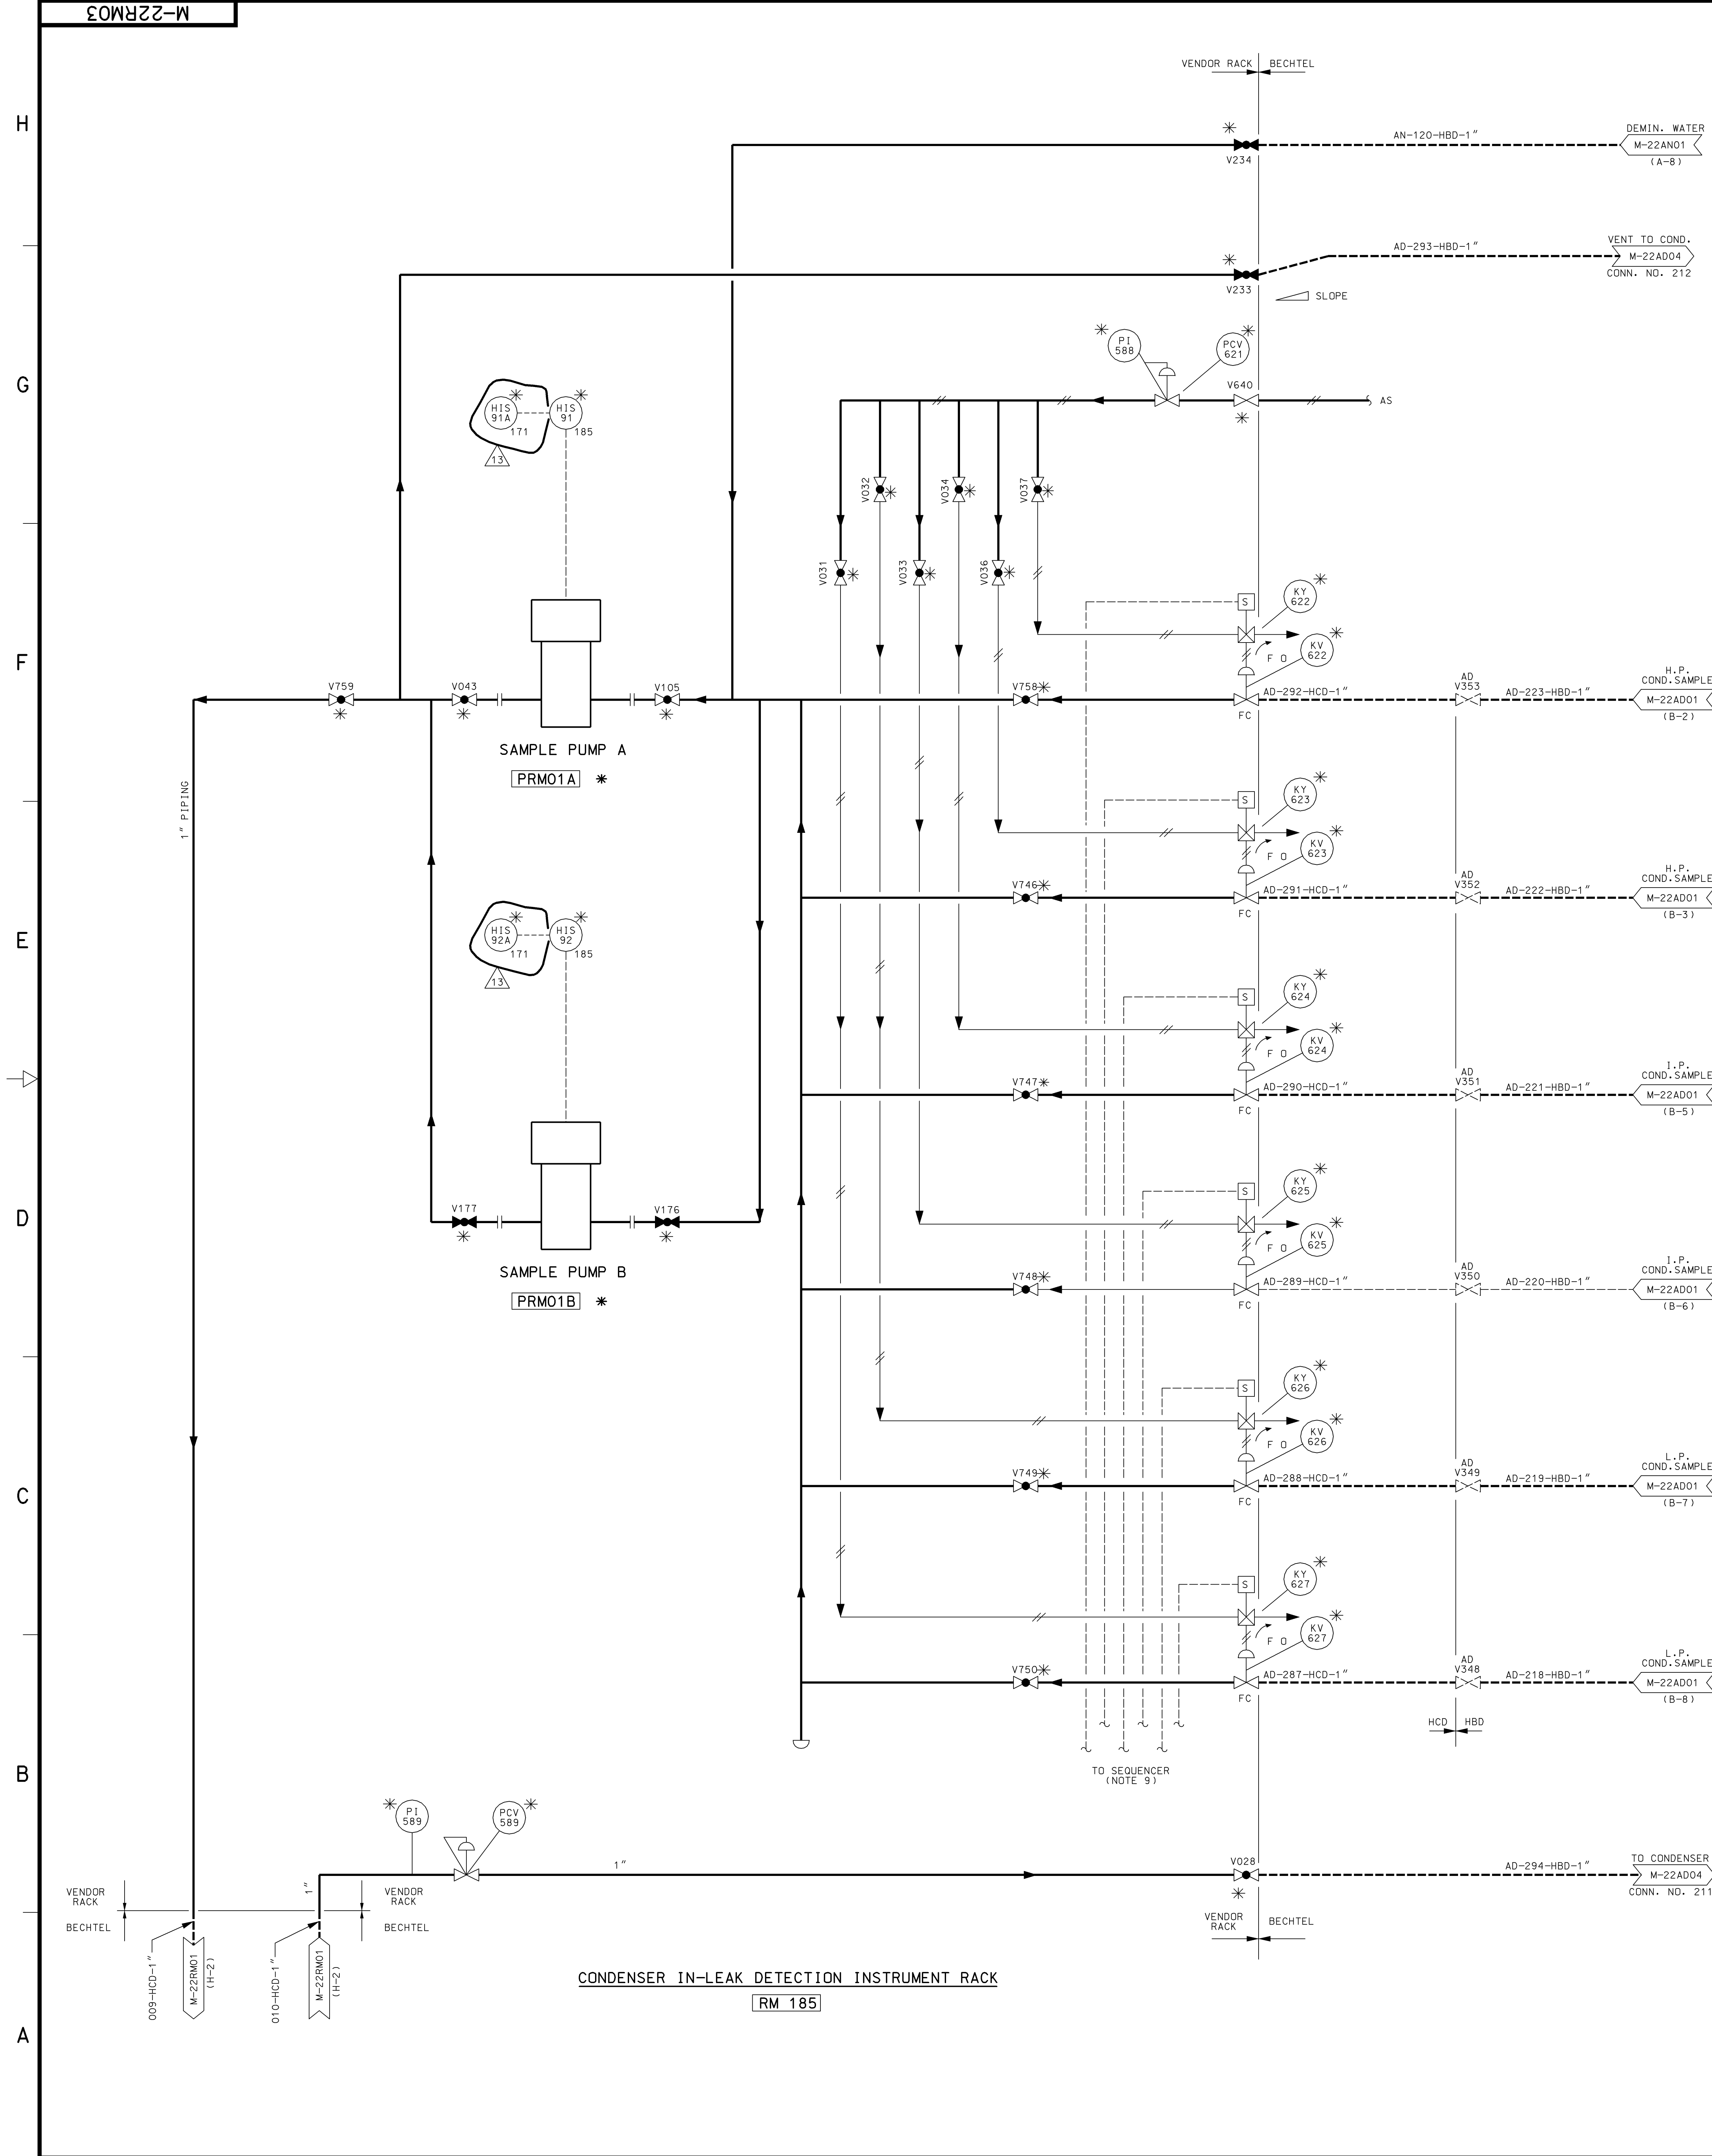 M-22RM03
VENDOR RACK
BECHTEL
H
AN-120-HBD-1"
DEMIN. WATER
M-22AN01
(A-8)
V234
AD-293-HBD-1"
VENT TO COND.
M-22AD04
CONN. NO. 212
V233
SLOPE
PI
588
PCV
621
G
V640
AS
HIS
91A
171
HIS
91
185
13
V032
V034
V037
V031
V033
V036
S
KY
622
KV
622
F O
F
V759
V043
V105
V758
AD-292-HCD-1"
FC
AD
V353
AD-223-HBD-1"
H.P.
COND.SAMPLE
M-22AD01
(B-2)
SAMPLE PUMP A
PRM01A
1" PIPING
S
KY
623
KV
623
F O
V746
AD-291-HCD-1"
FC
AD
V352
AD-222-HBD-1"
H.P.
COND.SAMPLE
M-22AD01
(B-3)
E
HIS
92A
171
HIS
92
185
13
S
KY
624
KV
624
F O
V747
AD-290-HCD-1"
FC
AD
V351
AD-221-HBD-1"
I.P.
COND.SAMPLE
M-22AD01
(B-5)
D
V177
V176
SAMPLE PUMP B
PRM01B
S
KY
625
KV
625
F O
V748
AD-289-HCD-1"
FC
AD
V350
AD-220-HBD-1"
I.P.
COND.SAMPLE
M-22AD01
(B-6)
S
KY
626
KV
626
F O
C
V749
AD-288-HCD-1"
FC
AD
V349
AD-219-HBD-1"
L.P.
COND.SAMPLE
M-22AD01
(B-7)
S
KY
627
KV
627
F O
V750
AD-287-HCD-1"
FC
AD
V348
AD-218-HBD-1"
L.P.
COND.SAMPLE
M-22AD01
(B-8)
HCD
HBD
B
TO SEQUENCER
(NOTE 9)
PI
589
PCV
589
1"
1"
V028
AD-294-HBD-1"
TO CONDENSER
M-22AD04
CONN. NO. 211
VENDOR
RACK
BECHTEL
VENDOR
RACK
BECHTEL
VENDOR
RACK
BECHTEL
009-HCD-1"
M-22RM01
(H-2)
010-HCD-1"
M-22RM01
(H-2)
CONDENSER IN-LEAK DETECTION INSTRUMENT RACK
RM 185
A